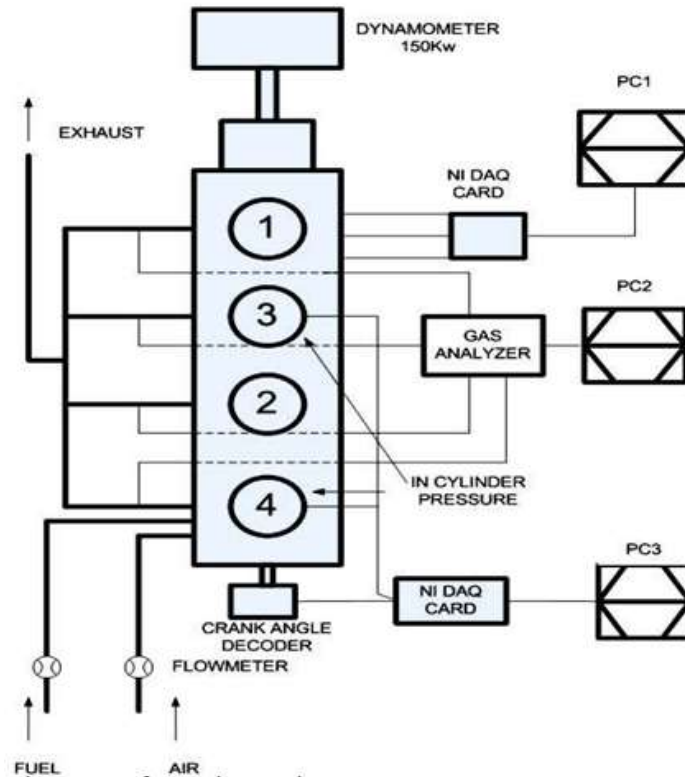 DYNAMOMETER
150Kw
PC1
EXHAUST
NI DAQ
CARD
1
PC2
3
GAS
ANALYZER
2
IN CYLINDER
PRESSURE
4
PC3
NI DAQ
CARD
CRANK ANGLE
DECODER
FLOWMETER
FUEL
AIR